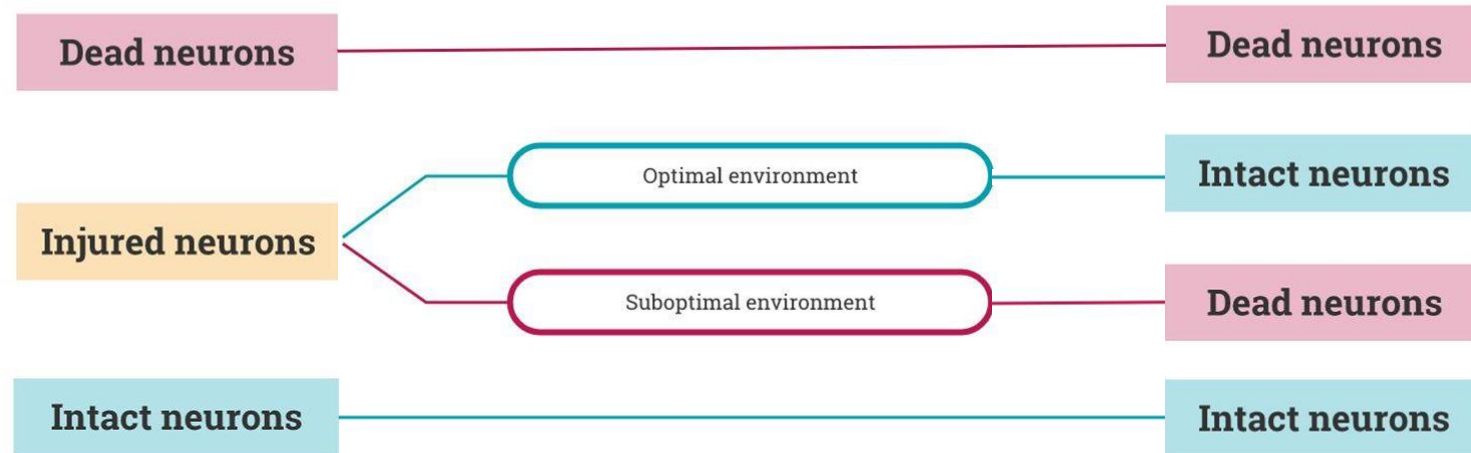 Dead neurons
Dead neurons
Optimal environment
Intact neurons
Injured neurons
Suboptimal environment
Dead neurons
Intact neurons
Intact neurons